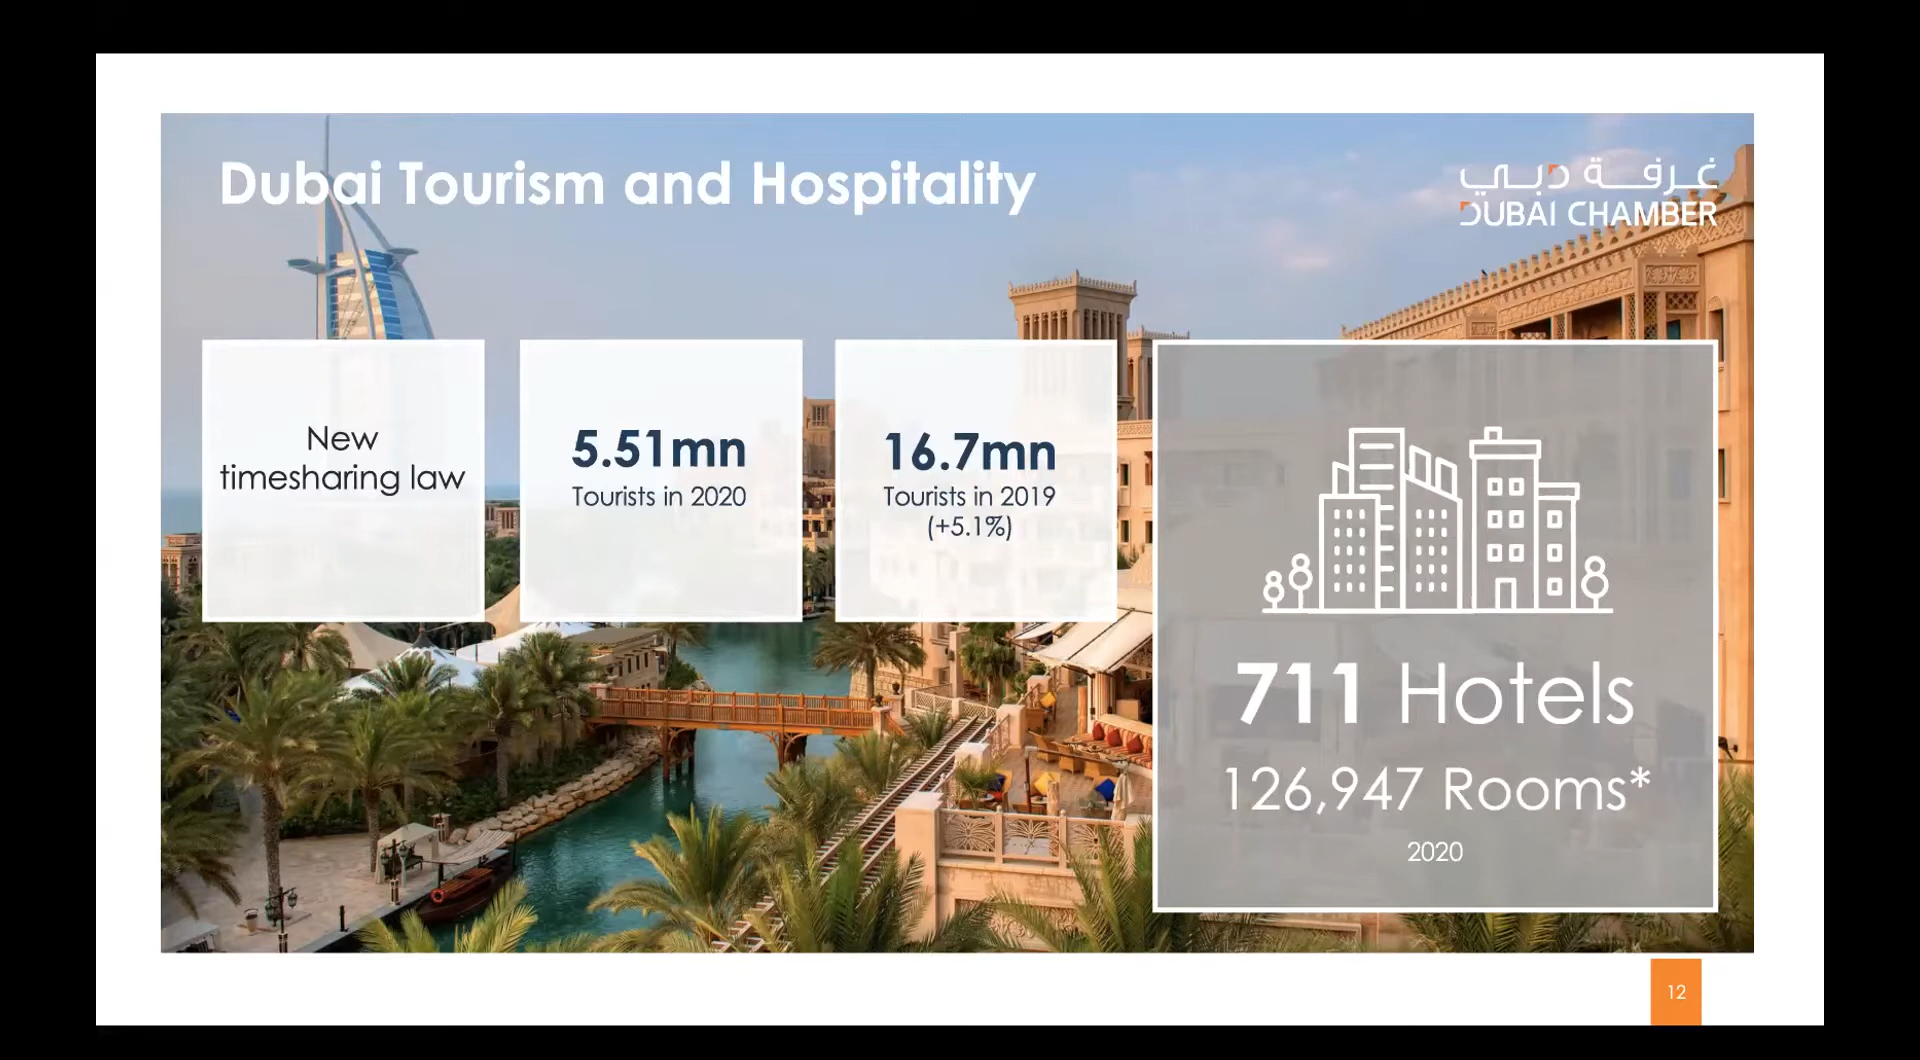 Dubai Tourism and Hospitality
غرفة دبي
DUBAI CHAMBER
New
timesharing law
5.51mn
Tourists in 2020
16.7mn
Tourists in 2019
(+5.1%)
711 Hotels
126,947 Rooms*
2020
12